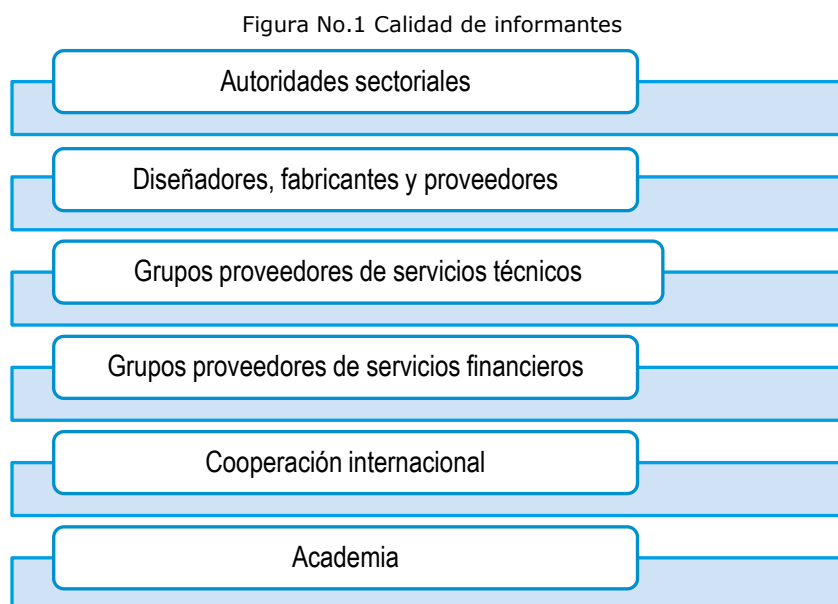 Figura No.1 Calidad de informantes
Autoridades sectoriales
Diseñadores, fabricantes y proveedores
Grupos proveedores de servicios técnicos
Grupos proveedores de servicios financieros
Cooperación internacional
Academia